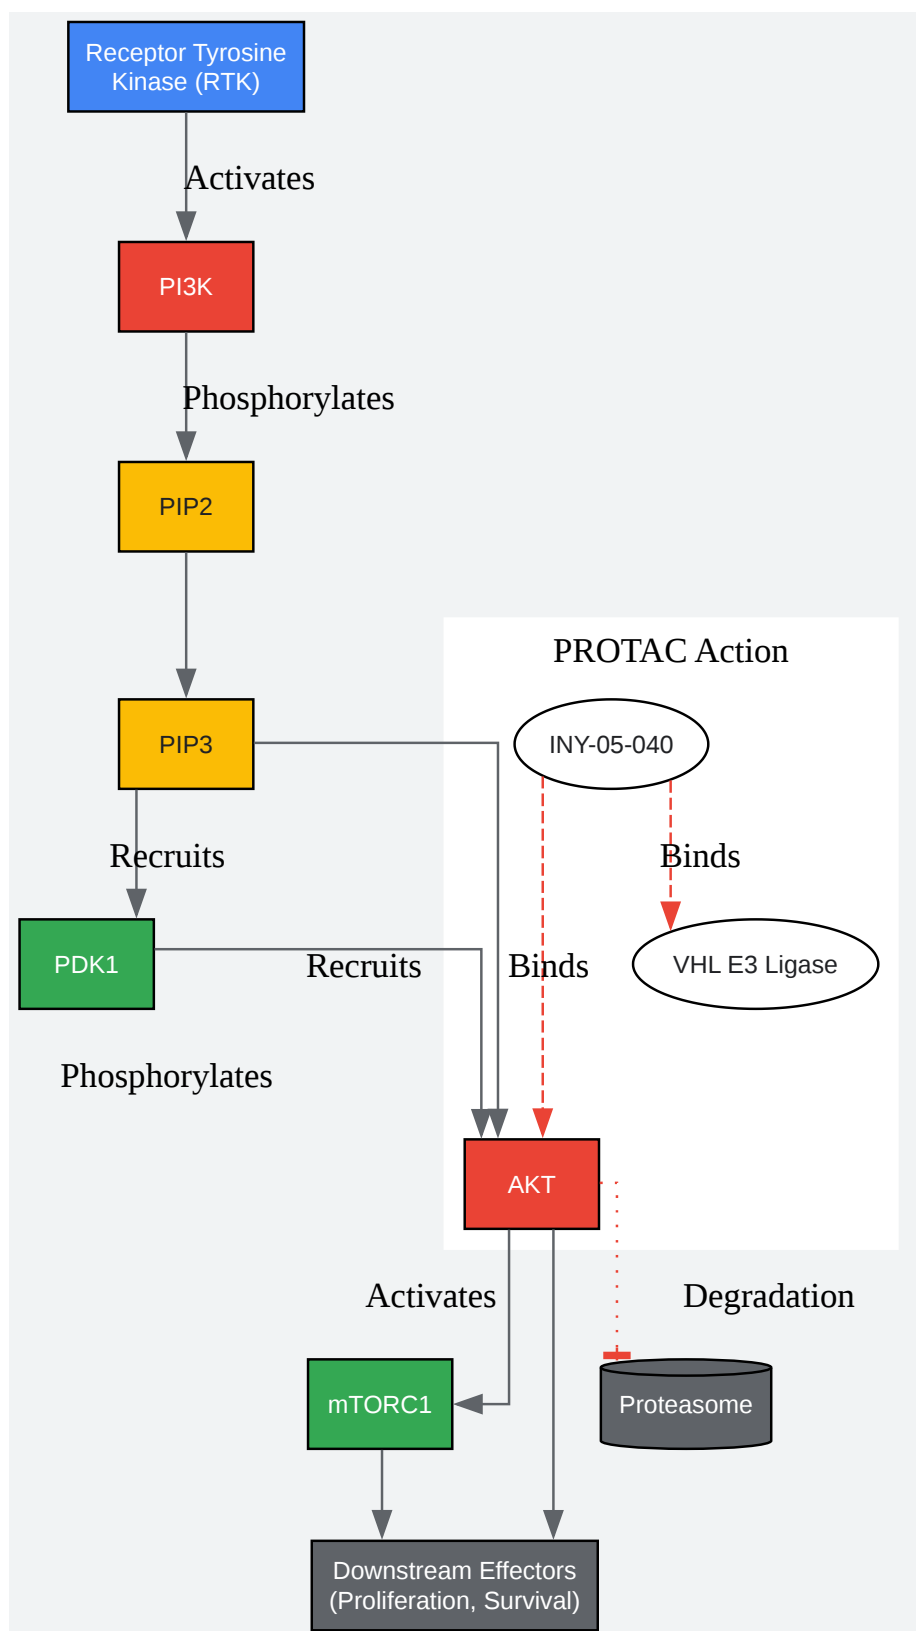 Receptor Tyrosine
Kinase (RTK)
Activates
PI3K
Phosphorylates
PIP2
PROTAC Action
PIP3
INY-05-040
Recruits
Binds
PDK1
Recruits
Binds
VHL E3 Ligase
Phosphorylates
AKT
Activates
Degradation
mTORC1
Proteasome
Downstream Effectors
(Proliferation, Survival)